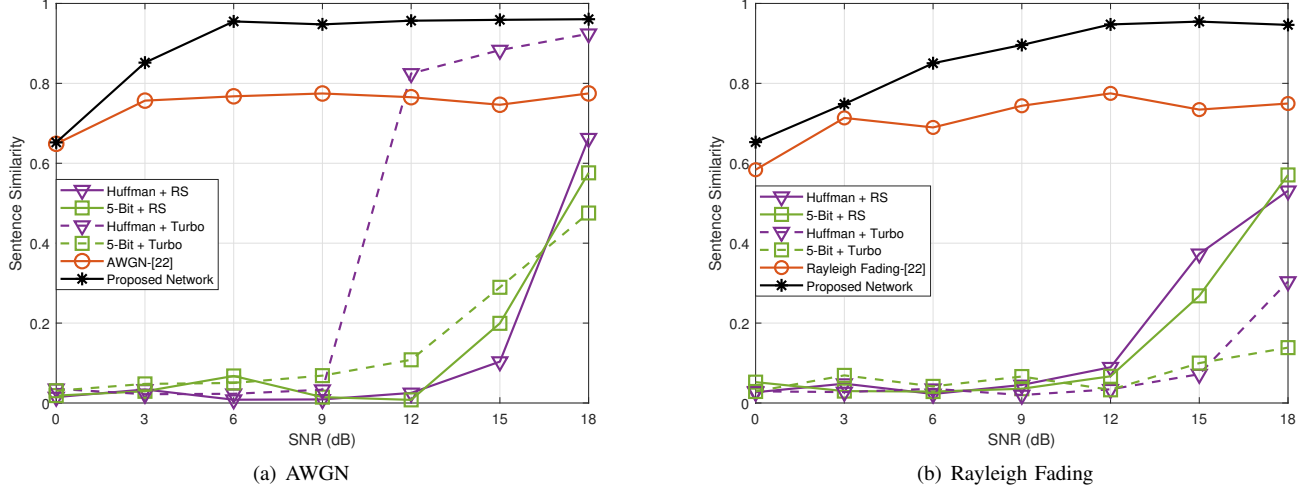 1
0.8
0.6
0.4
0.2
0
Sentence Similarity
Huffman + RS
5-Bit + RS
Huffman + Turbo
5-Bit + Turbo
AWGN-[22]
Proposed Network
0 3 6 9 12 15 18
SNR (dB)
(a) AWGN
1
0.8
0.6
0.4
0.2
0
Sentence Similarity
Huffman + RS
5-Bit + RS
Huffman + Turbo
5-Bit + Turbo
Rayleigh Fading-[22]
Proposed Network
0 3 6 9 12 15 18
SNR (dB)
(b) Rayleigh Fading